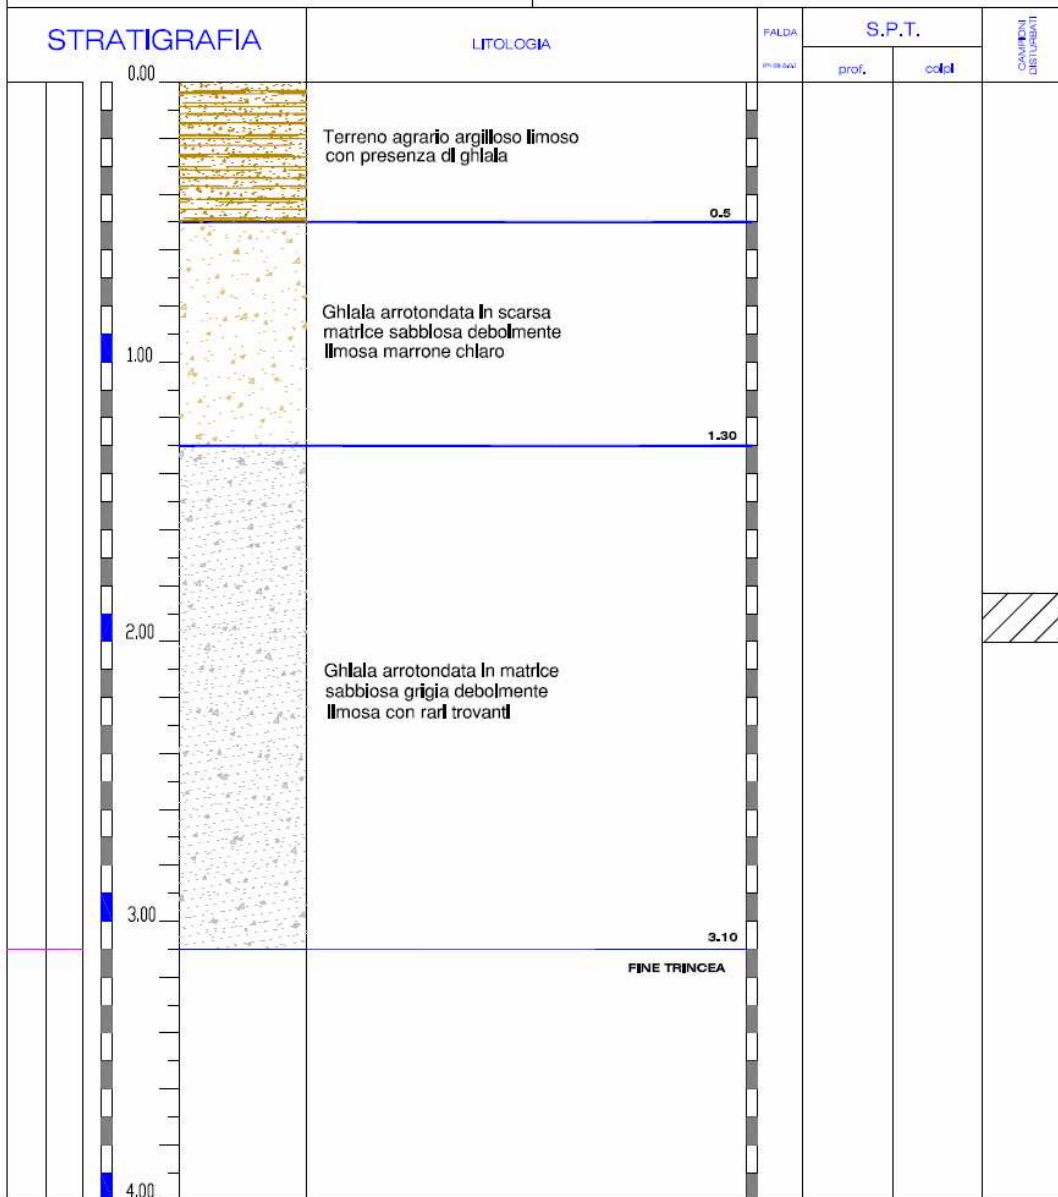 STRATIGRAFIA
LITOLOGIA
FALDA
S.P.T.
prof.
colpi
CAMPIONI
DISTURBATI
0.00
Terreno agrario argilloso limoso
con presenza di ghiaia
0.5
Ghiaia arrotondata in scarsa
matrice sabbiosa debolmente
limosa marrone chiaro
1.00
1.30
2.00
Ghiaia arrotondata in matrice
sabbiosa grigia debolmente
limosa con rari trovanti
3.00
3.10
FINE TRINCEA
4.00